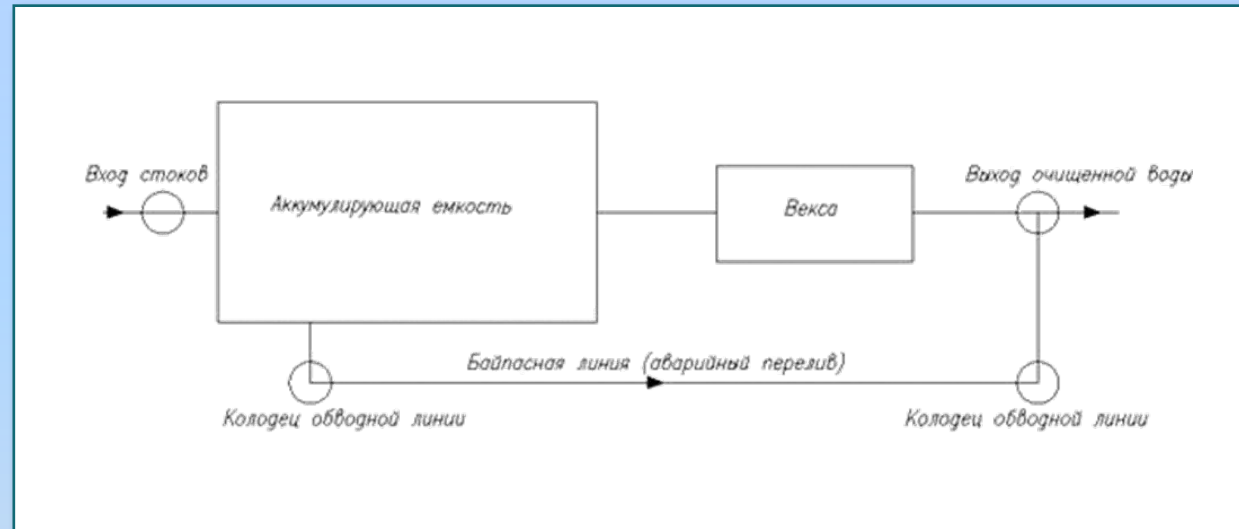 Вход стоков
Выход очищенной воды
Аккумулирующая емкость
Векса
Байпасная линия (аварийный перелив)
Колодец обводной линии
Колодец обводной линии